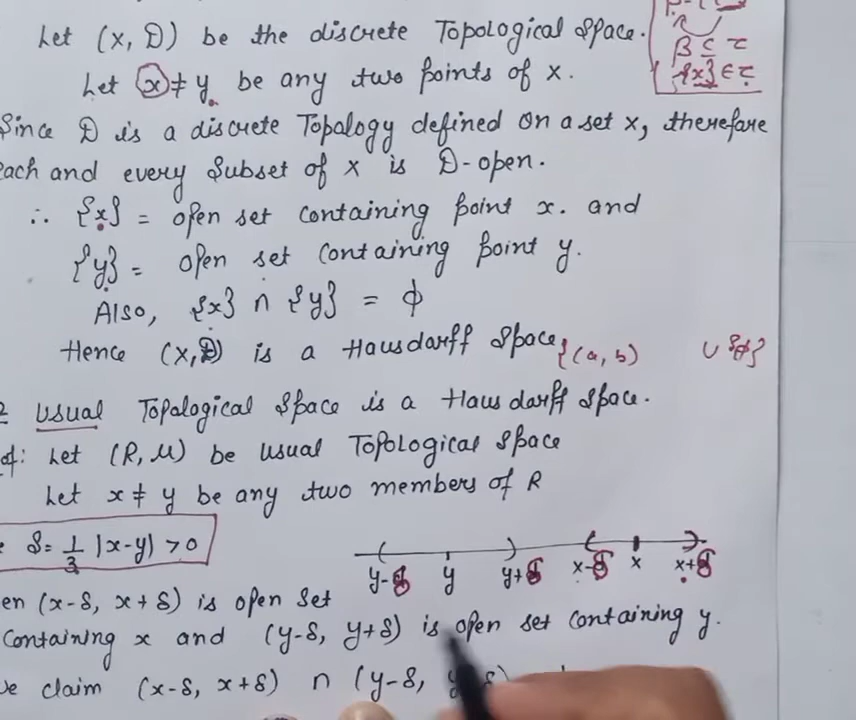 Let (X, D) be the discrete Topological Space.
β ⊆ τ
{x} ∈ τ
Let x ≠ y be any two points of X.
Since D is a discrete Topology defined on a set X, therefore
each and every Subset of X is D-open.
∴ {x} = open set containing point x. and
{y} = open set containing point y.
Also, {x} ∩ {y} = ϕ
Hence (X, D) is a Hausdorff Space
{(a, b) ∪ {ϕ}
2 Usual Topological Space is a Hausdorff Space.
f: Let (R, U) be usual Topological Space
Let x ≠ y be any two members of R
δ = 1/3 |x-y| > 0
y-δ y y+δ x-δ x x+δ
en (x-δ, x+δ) is open set
Containing x and (y-δ, y+δ) is open set containing y.
we claim (x-δ, x+δ) ∩ (y-δ, y+δ)